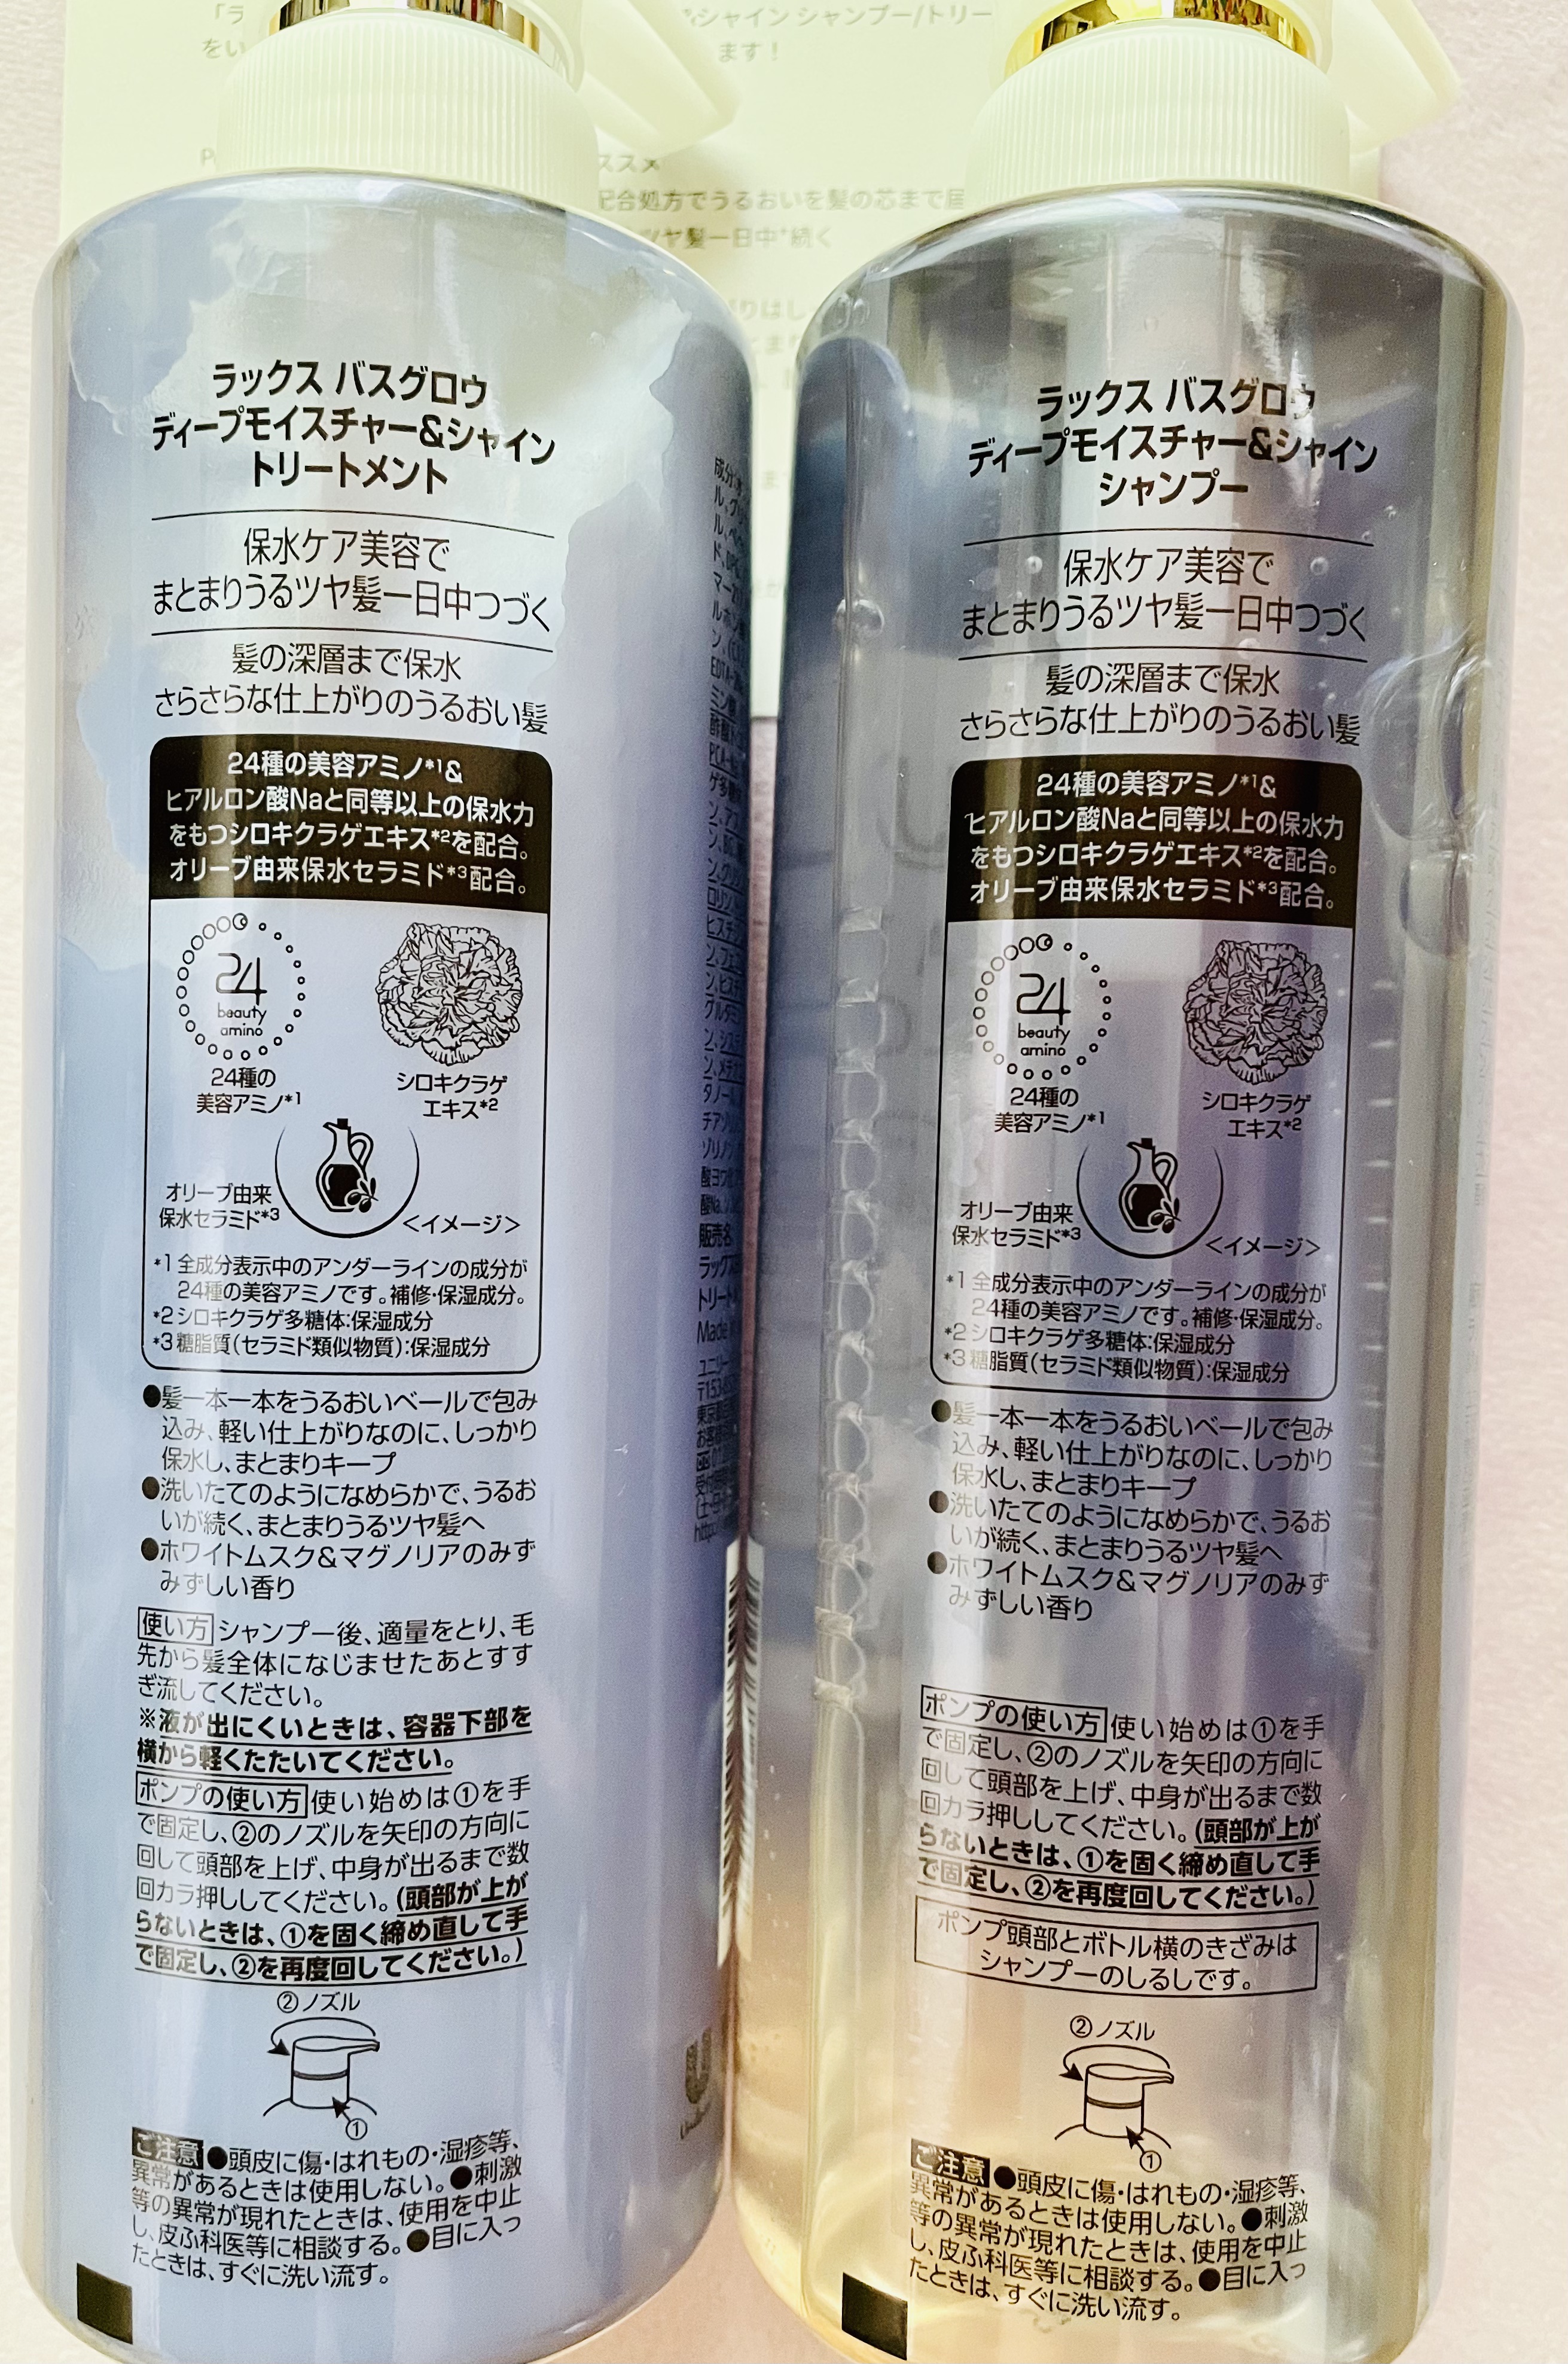 をい
シャイン シャンプー/トリー
ます!
ススメ
配合処方でうるおいを髪の芯まで届
ツヤ髪一日中*続く
ラックス バスグロウ
ディープモイスチャー&シャイン
トリートメント
保水ケア美容で
まとまりうるツヤ髪一日中つづく
髪の深層まで保水
さらさらな仕上がりのうるおい髪
24種の美容アミノ*1&
ヒアルロン酸Naと同等以上の保水力
をもつシロキクラゲエキス*2を配合。
オリーブ由来保水セラミド*3配合。
24
beauty
amino
24種の
美容アミノ*1
シロキクラゲ
エキス*2
オリーブ由来
保水セラミド*3
<イメージ>
*1 全成分表示中のアンダーラインの成分が
24種の美容アミノです。補修・保湿成分。
*2 シロキクラゲ多糖体:保湿成分
*3 糖脂質(セラミド類似物質):保湿成分
●髪一本一本をうるおいベールで包み
込み、軽い仕上がりなのに、しっかり
保水し、まとまりキープ
●洗いたてのようになめらかで、うるお
いが続く、まとまりうるツヤ髪へ
●ホワイトムスク&マグノリアのみず
みずしい香り
使い方 シャンプー後、適量をとり、毛
先から髪全体になじませたあとすす
ぎ流してください。
※液が出にくいときは、容器下部を
横から軽くたたいてください。
ポンプの使い方 使い始めは①を手
で固定し、②のノズルを矢印の方向に
回して頭部を上げ、中身が出るまで数
回カラ押ししてください。(頭部が上が
らないときは、①を固く締め直して手
で固定し、②を再度回してください。)
②ノズル
①
ご注意 ●頭皮に傷・はれもの・湿疹等、
異常があるときは使用しない。●刺激
等の異常が現れたときは、使用を中止
し、皮ふ科医等に相談する。●目に入っ
たときは、すぐに洗い流す。
ラックス バスグロウ
ディープモイスチャー&シャイン
シャンプー
保水ケア美容で
まとまりうるツヤ髪一日中つづく
髪の深層まで保水
さらさらな仕上がりのうるおい髪
24種の美容アミノ*1&
ヒアルロン酸Naと同等以上の保水力
をもつシロキクラゲエキス*2を配合。
オリーブ由来保水セラミド*3配合。
24
beauty
amino
24種の
美容アミノ*1
シロキクラゲ
エキス*2
オリーブ由来
保水セラミド*3
<イメージ>
*1 全成分表示中のアンダーラインの成分が
24種の美容アミノです。補修・保湿成分。
*2 シロキクラゲ多糖体:保湿成分
*3 糖脂質(セラミド類似物質):保湿成分
●髪一本一本をうるおいベールで包み
込み、軽い仕上がりなのに、しっかり
保水し、まとまりキープ
●洗いたてのようになめらかで、うるお
いが続く、まとまりうるツヤ髪へ
●ホワイトムスク&マグノリアのみず
みずしい香り
ポンプの使い方 使い始めは①を手
で固定し、②のノズルを矢印の方向に
回して頭部を上げ、中身が出るまで数
回カラ押ししてください。(頭部が上が
らないときは、①を固く締め直して手
で固定し、②を再度回してください。)
ポンプ頭部とボトル横のきざみは
シャンプーのしるしです。
②ノズル
①
ご注意 ●頭皮に傷・はれもの・湿疹等、
異常があるときは使用しない。●刺激
等の異常が現れたときは、使用を中止
し、皮ふ科医等に相談する。●目に入っ
たときは、すぐに洗い流す。